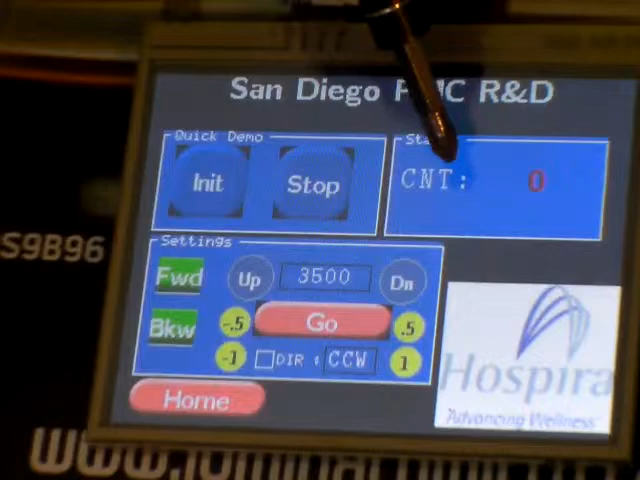 San Diego C R&D
Quick Demo
Init Stop
CNT: 0
S9B96
Settings
Fwd Up 3500 Dn
Bkw -.5 Go .5
-1 DIR : CCW 1
Home
Hospira
Advancing Wellness